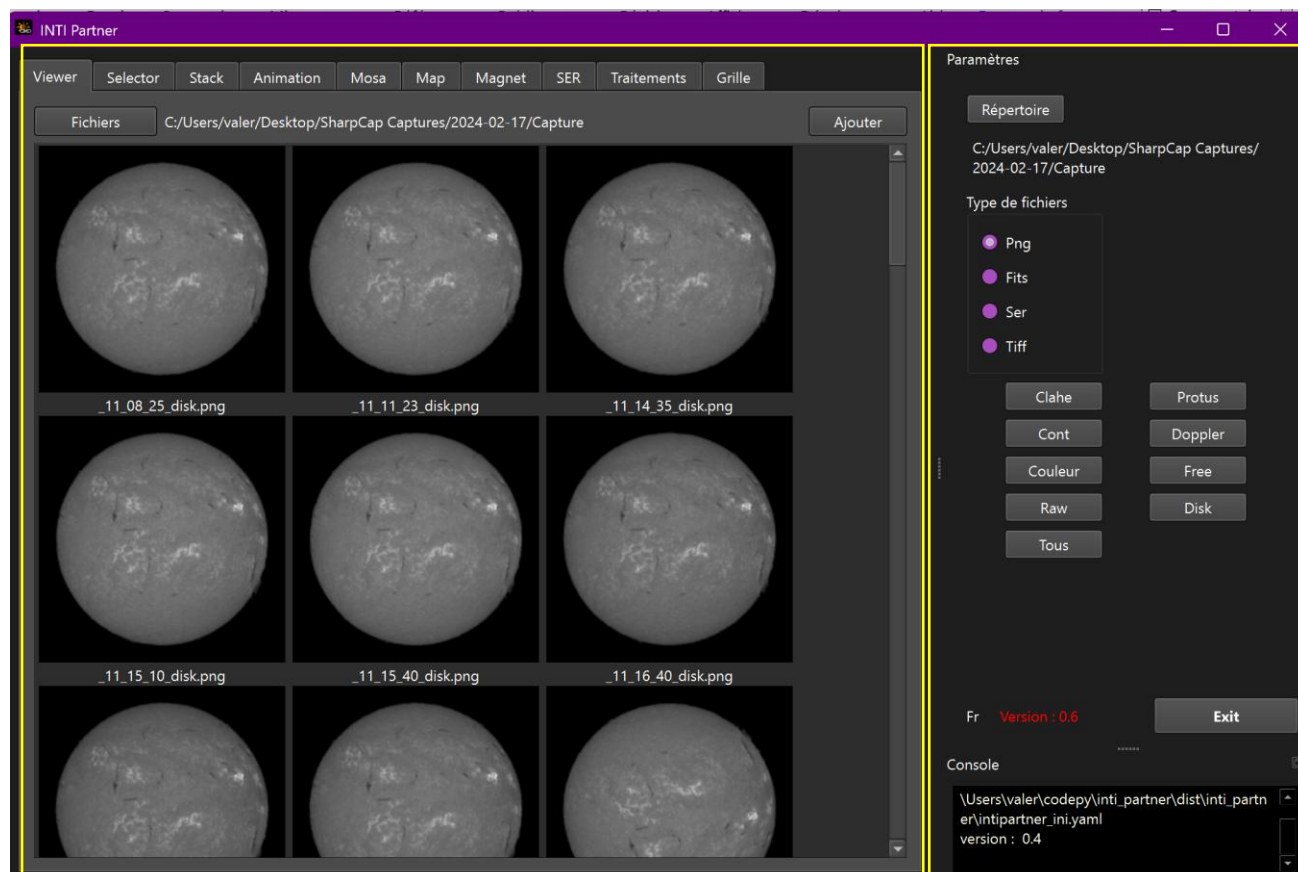 INTI Partner
Viewer Selector Stack Animation Mosa Map Magnet SER Traitements Grille
Fichiers C:/Users/valer/Desktop/SharpCap Captures/2024-02-17/Capture Ajouter
_11_08_25_disk.png _11_11_23_disk.png _11_14_35_disk.png
_11_15_10_disk.png _11_15_40_disk.png _11_16_40_disk.png
Paramètres
Répertoire
C:/Users/valer/Desktop/SharpCap Captures/
2024-02-17/Capture
Type de fichiers
Png
Fits
Ser
Tiff
Clahe Protus
Cont Doppler
Couleur Free
Raw Disk
Tous
Fr Version : 0.6 Exit
Console
\Users\valer\codepy\inti_partner\dist\inti_partn
er\intipartner_ini.yaml
version : 0.4